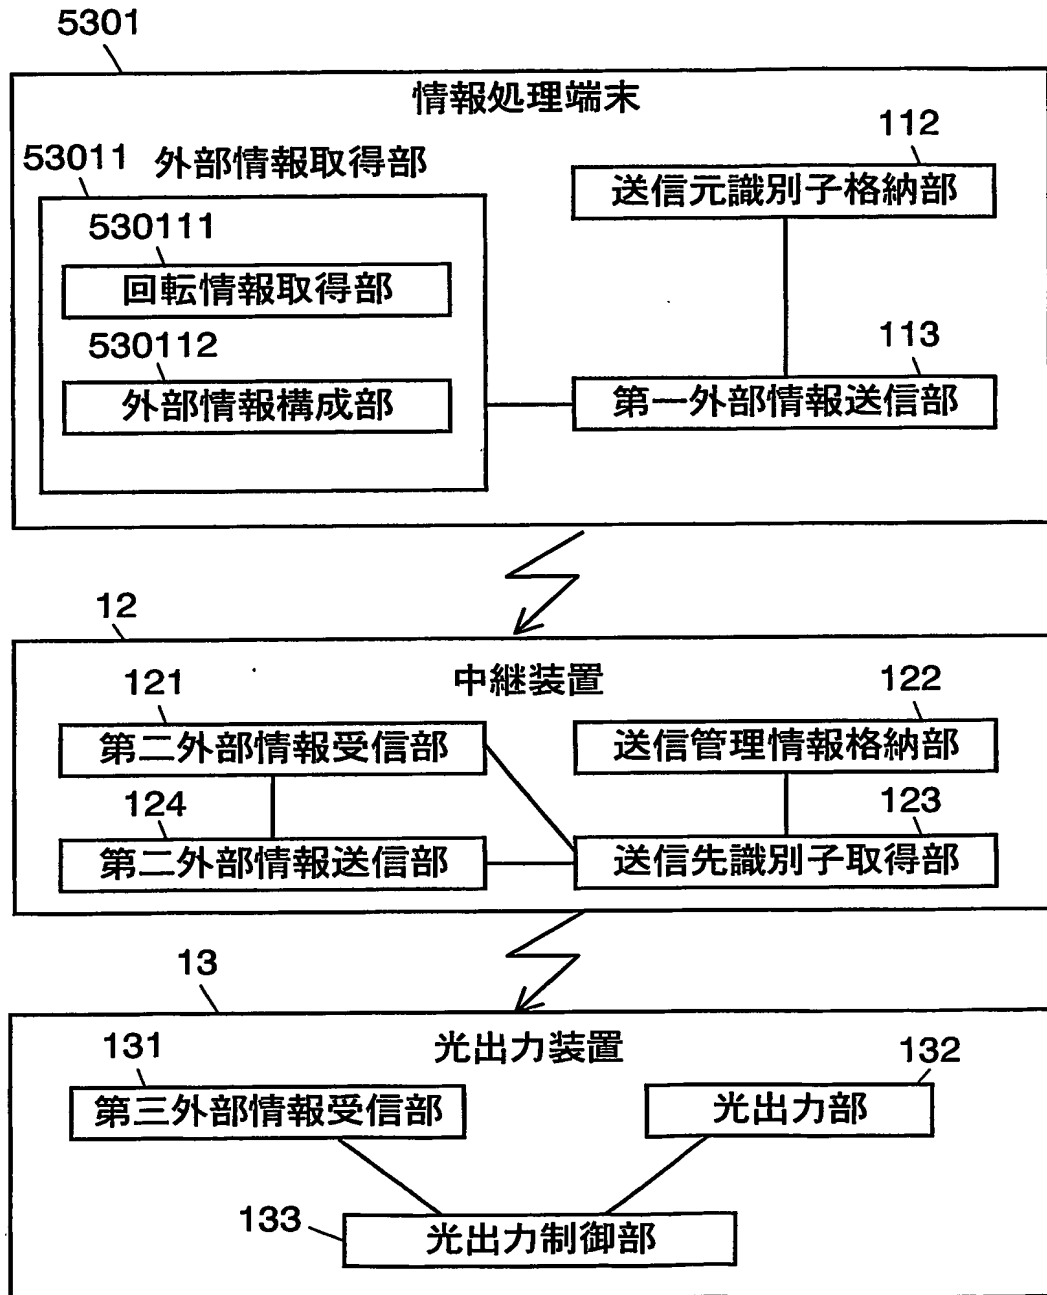 5301
情報処理端末
53011
外部情報取得部
112
送信元識別子格納部
530111
回転情報取得部
530112
外部情報構成部
113
第一外部情報送信部
12
中継装置
121
第二外部情報受信部
122
送信管理情報格納部
124
第二外部情報送信部
123
送信先識別子取得部
13
光出力装置
131
第三外部情報受信部
132
光出力部
133
光出力制御部